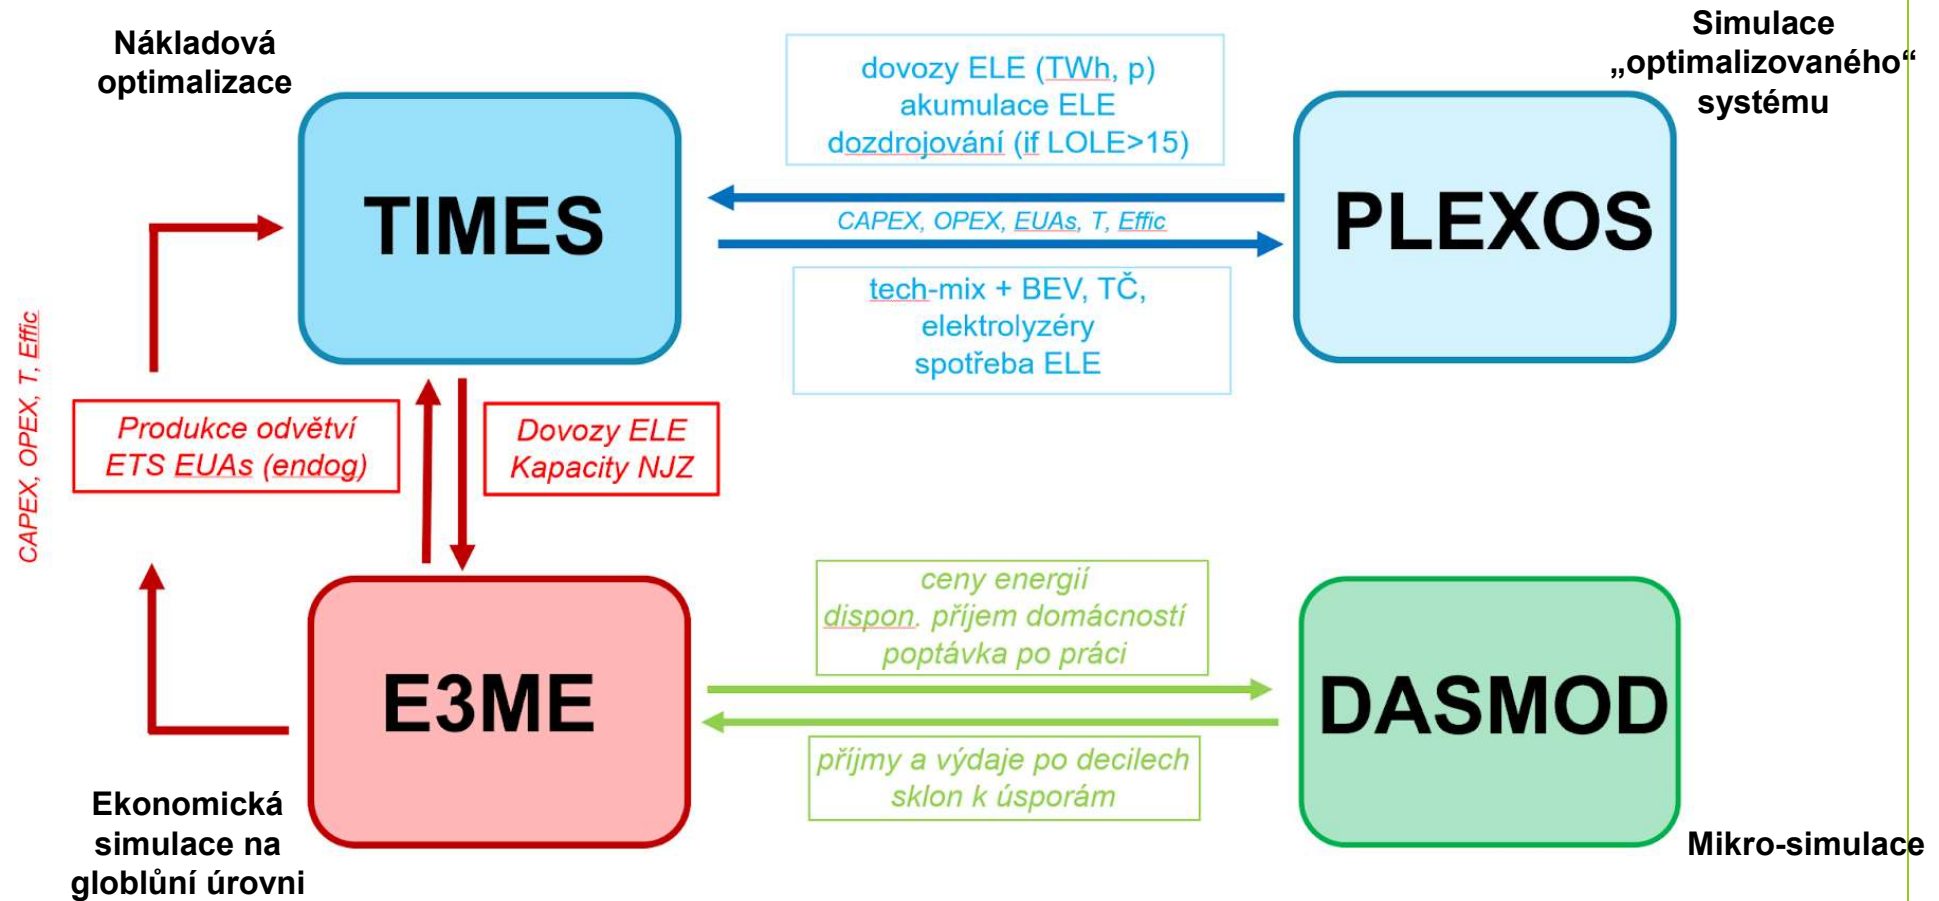 Nákladová
optimalizace
Simulace
„optimalizovaného“
systému
dovozy ELE (TWh, p)
akumulace ELE
dozdrojování (if LOLE>15)
TIMES
CAPEX, OPEX, EUAs, T, Effic
PLEXOS
tech-mix + BEV, TČ,
elektrolyzéry
spotřeba ELE
CAPEX, OPEX, T, Effic
Produkce odvětví
ETS EUAs (endog)
Dovozy ELE
Kapacity NJZ
ceny energií
dispon. příjem domácností
poptávka po práci
E3ME
DASMOD
příjmy a výdaje po decilech
sklon k úsporám
Ekonomická
simulace na
globlůní úrovni
Mikro-simulace